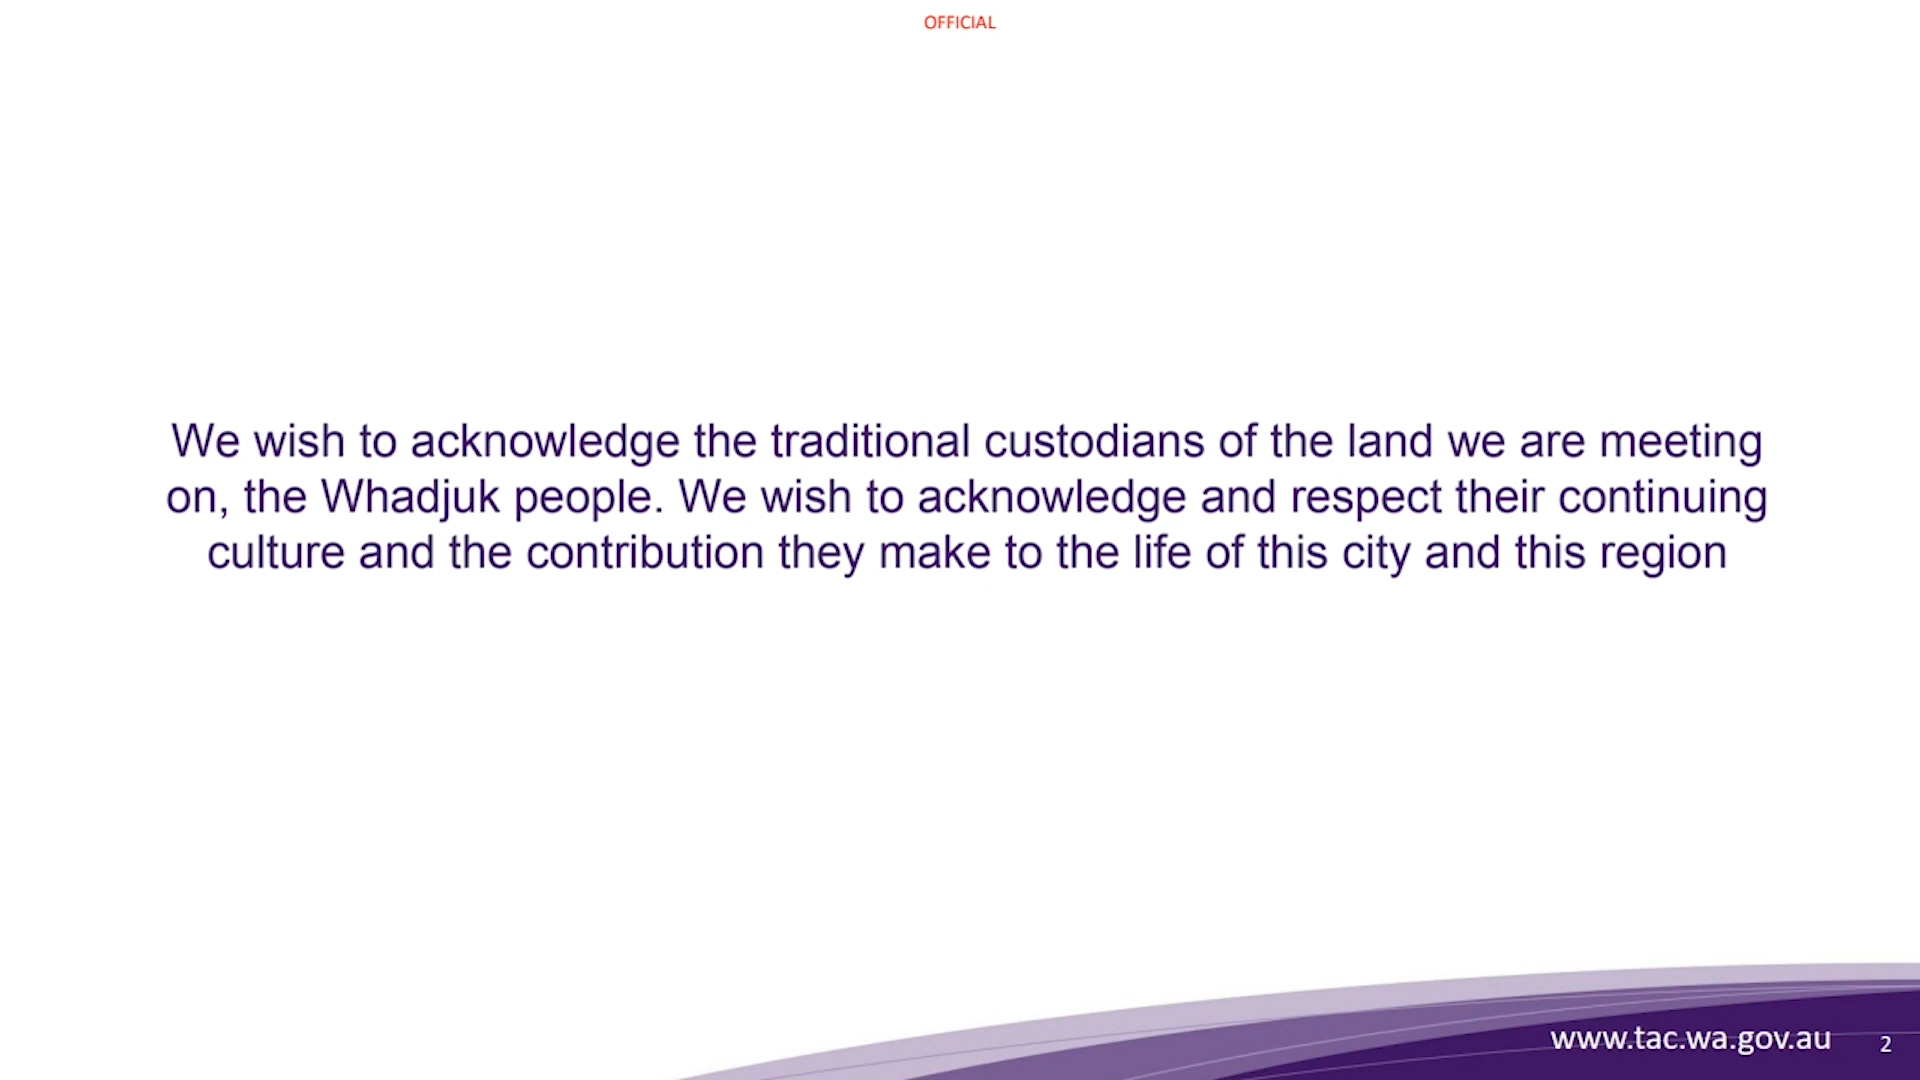 OFFICIAL
We wish to acknowledge the traditional custodians of the land we are meeting
on, the Whadjuk people. We wish to acknowledge and respect their continuing
culture and the contribution they make to the life of this city and this region
www.tac.wa.gov.au
2